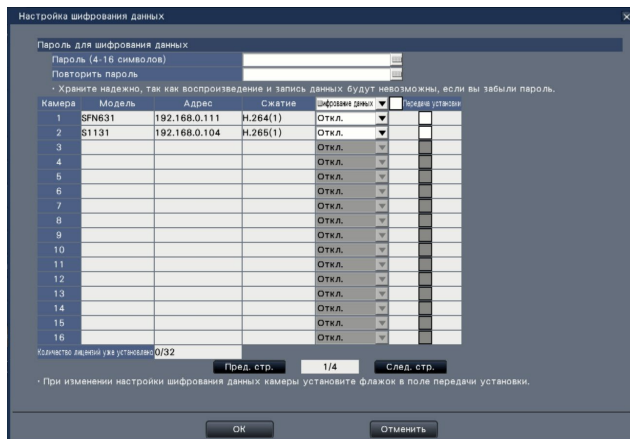 Настройка шифрования данных
Пароль для шифрования данных
Пароль (4-16 символов)
Повторить пароль
• Храните надежно, так как воспроизведение и запись данных будут невозможны, если вы забыли пароль.
Камера Модель Адрес Сжатие Шифрование данных Передача установки
1 SFN631 192.168.0.111 H.264(1) Откл.
2 S1131 192.168.0.104 H.265(1) Откл.
3 Откл.
4 Откл.
5 Откл.
6 Откл.
7 Откл.
8 Откл.
9 Откл.
10 Откл.
11 Откл.
12 Откл.
13 Откл.
14 Откл.
15 Откл.
16 Откл.
Количество лицензий уже установлено 0/32
Пред. стр. 1/4 След. стр.
• При изменении настройки шифрования данных камеры установите флажок в поле передачи установки.
ОК Отменить